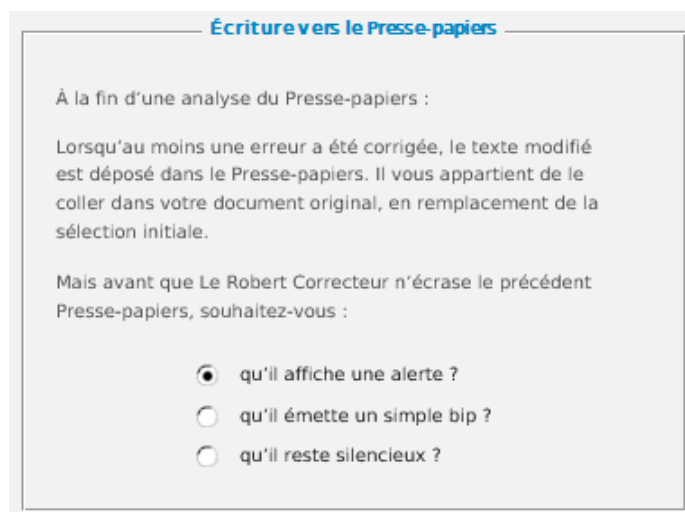 Écriture vers le Presse-papiers
À la fin d’une analyse du Presse-papiers :
Lorsqu’au moins une erreur a été corrigée, le texte modifié
est déposé dans le Presse-papiers. Il vous appartient de le
coller dans votre document original, en remplacement de la
sélection initiale.
Mais avant que Le Robert Correcteur n’écrase le précédent
Presse-papiers, souhaitez-vous :
qu’il affiche une alerte ?
qu’il émette un simple bip ?
qu’il reste silencieux ?